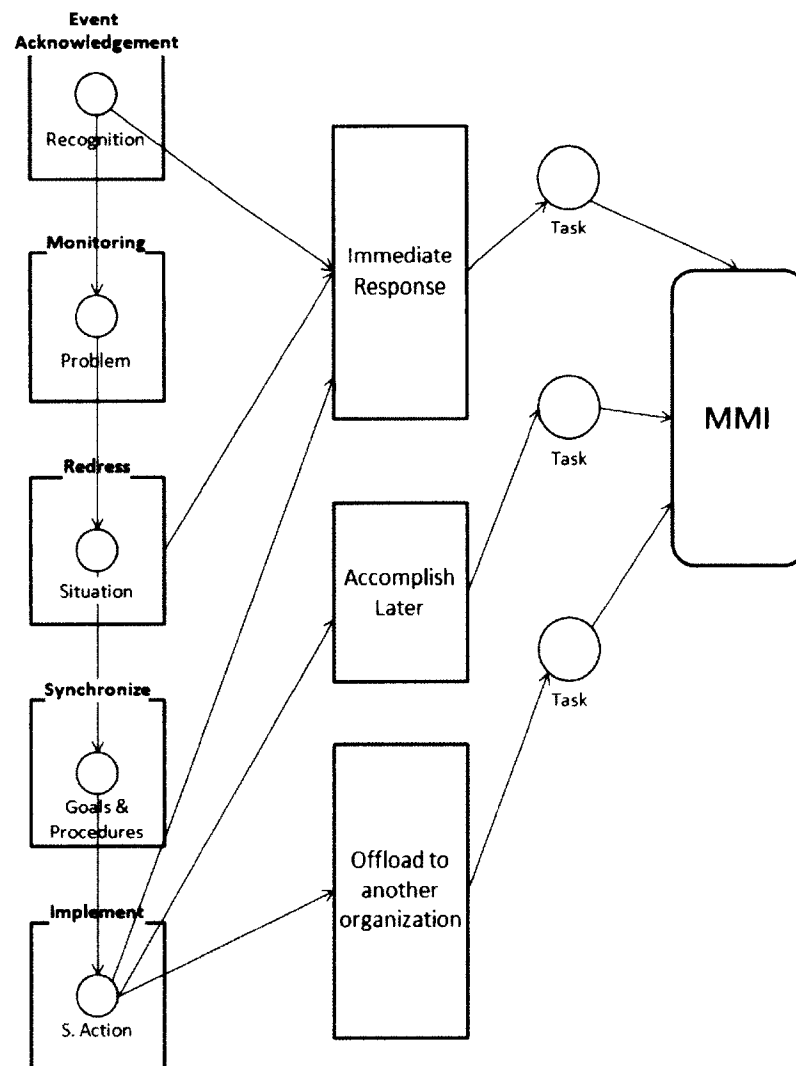 Event
Acknowledgement
Recognition
Monitoring
Problem
Redress
Situation
Synchronize
Goals &
Procedures
Implement
S. Action
Immediate
Response
Accomplish
Later
Offload to
another
organization
Task
Task
Task
MMI